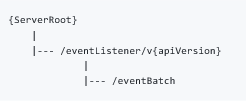 {ServerRoot}
|
|--- /eventListener/v{apiVersion}
|
|--- /eventBatch